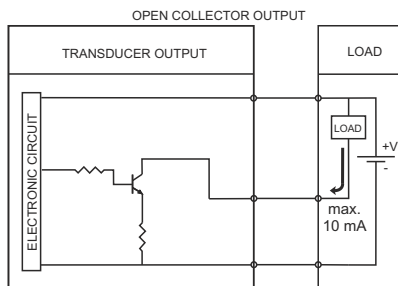 OPEN COLLECTOR OUTPUT
TRANSDUCER OUTPUT
LOAD
ELECTRONIC CIRCUIT
LOAD
+V
-
max.
10 mA